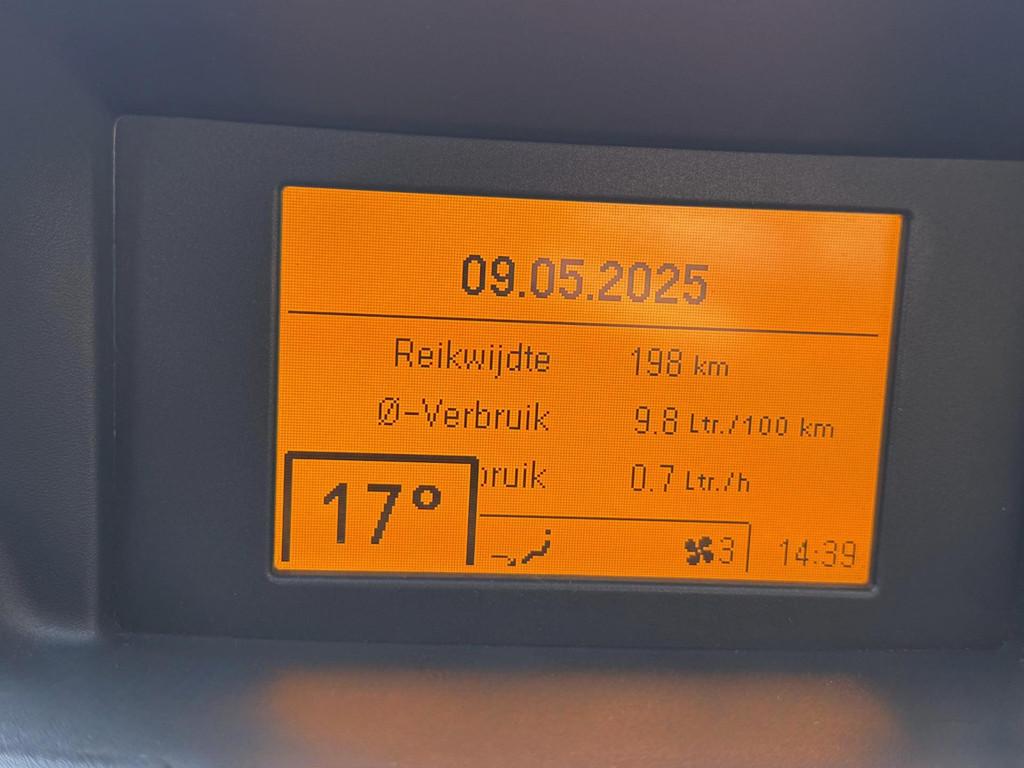 09.05.2025
Reikwijdte 198 km
Ø-Verbruik 9.8 Ltr./100 km
bruik 0.7 Ltr./h
17°
3 14:39